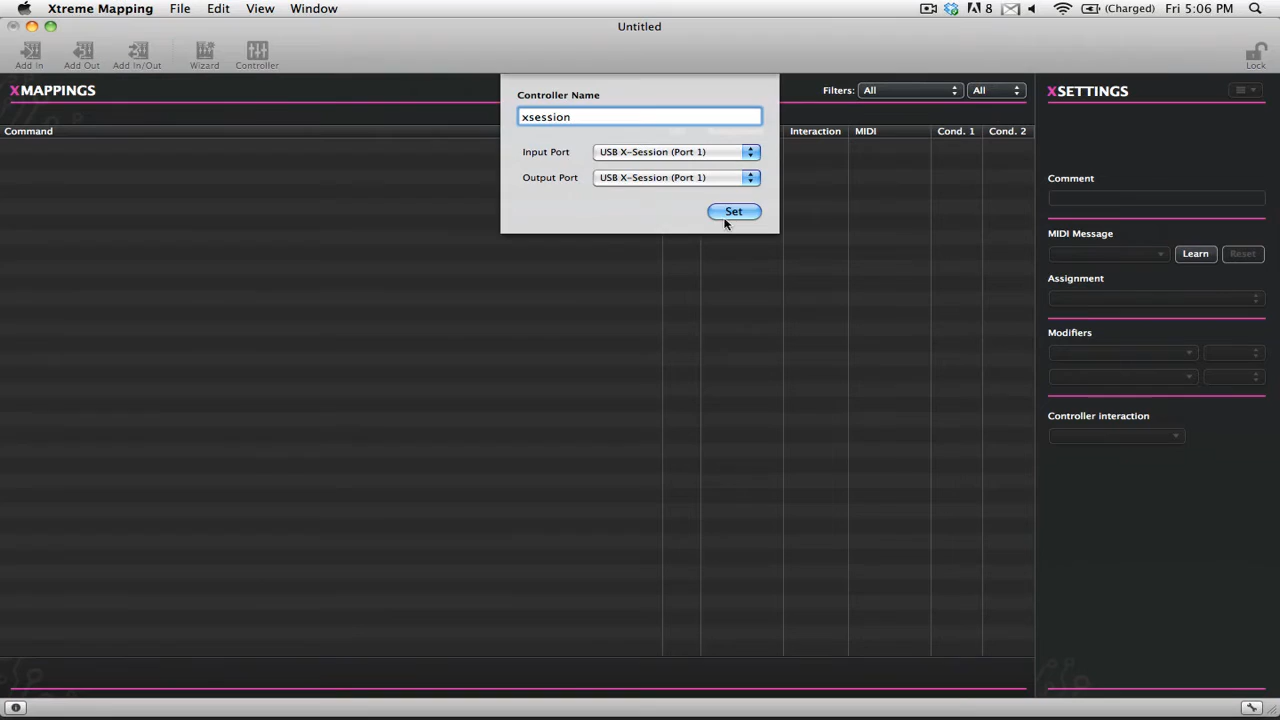 Xtreme Mapping File Edit View Window 8 (Charged) Fri 5:06 PM
Untitled
Add In Add Out Add In/Out Wizard Controller Lock
XMAPPINGS
Filters: All All
XSETTINGS
Controller Name
xsession
Input Port USB X-Session (Port 1)
Output Port USB X-Session (Port 1)
Set
Command Interaction MIDI Cond. 1 Cond. 2
Comment
MIDI Message
Learn Reset
Assignment
Modifiers
Controller interaction